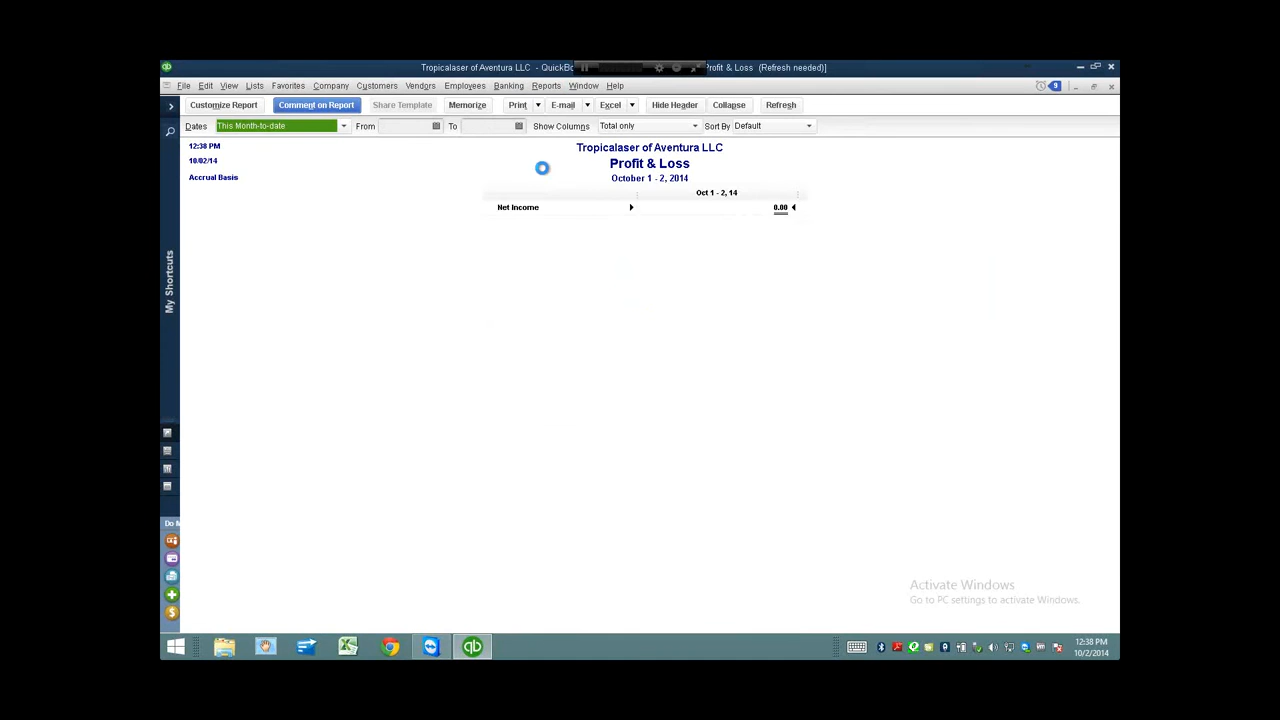 Tropicalaser of Aventura LLC - QuickBo Profit & Loss (Refresh needed)]
File Edit View Lists Favorites Company Customers Vendors Employees Banking Reports Window Help 9
Customize Report Comment on Report Share Template Memorize Print E-mail Excel Hide Header Collapse Refresh
Dates This Month-to-date From To Show Columns Total only Sort By Default
12:38 PM
10/02/14
Accrual Basis
Tropicalaser of Aventura LLC
Profit & Loss
October 1 - 2, 2014
Oct 1 - 2, 14
Net Income 0.00
My Shortcuts
Do M
Activate Windows
Go to PC settings to activate Windows.
12:38 PM
10/2/2014